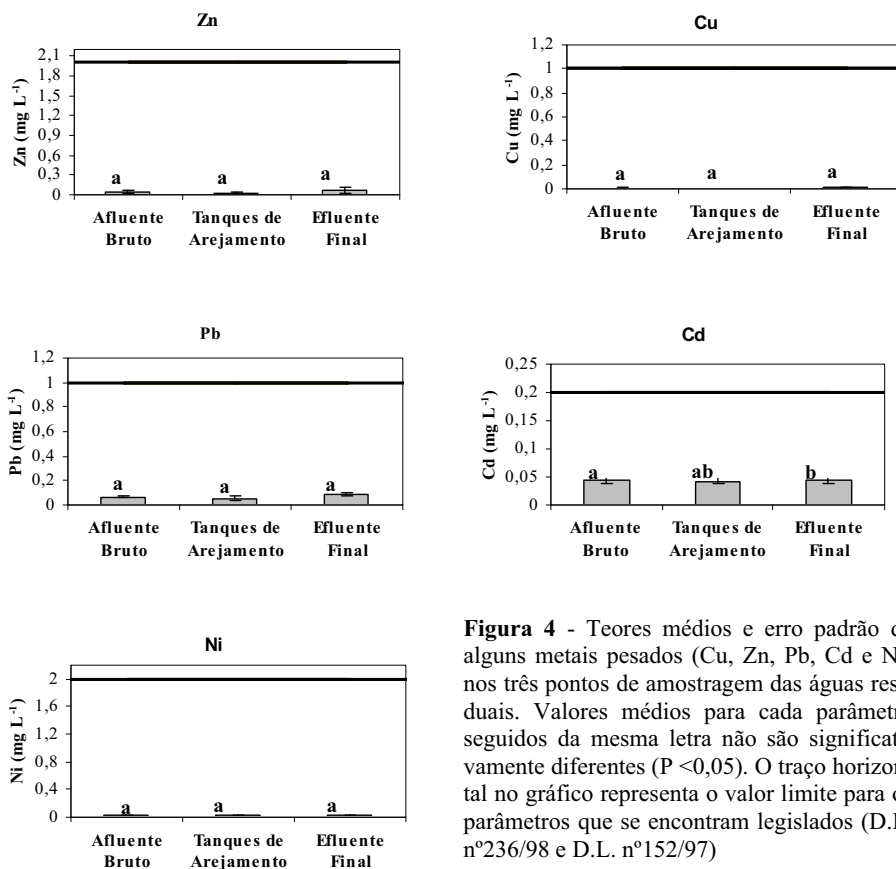 Zn
Zn (mg L⁻¹)
2,1
1,8
1,5
1,2
0,9
0,6
0,3
0
a a a
Afluente Bruto
Tanques de Arejamento
Efluente Final
Cu
Cu (mg L⁻¹)
1,2
1
0,8
0,6
0,4
0,2
0
a a a
Afluente Bruto
Tanques de Arejamento
Efluente Final
Pb
Pb (mg L⁻¹)
1,2
1
0,8
0,6
0,4
0,2
0
a a a
Afluente Bruto
Tanques de Arejamento
Efluente Final
Cd
Cd (mg L⁻¹)
0,25
0,2
0,15
0,1
0,05
0
a ab b
Afluente Bruto
Tanques de Arejamento
Efluente Final
Ni
Ni (mg L⁻¹)
2
1,6
1,2
0,8
0,4
0
a a a
Afluente Bruto
Tanques de Arejamento
Efluente Final
Figura 4 - Teores médios e erro padrão
alguns metais pesados (Cu, Zn, Pb, Cd e N
nos três pontos de amostragem das águas res
duais. Valores médios para cada parâmetr
seguidos da mesma letra não são significat
vamente diferentes (P <0,05). O traço horizon
tal no gráfico representa o valor limite para
parâmetros que se encontram legislados (D.L
nº236/98 e D.L. nº152/97)